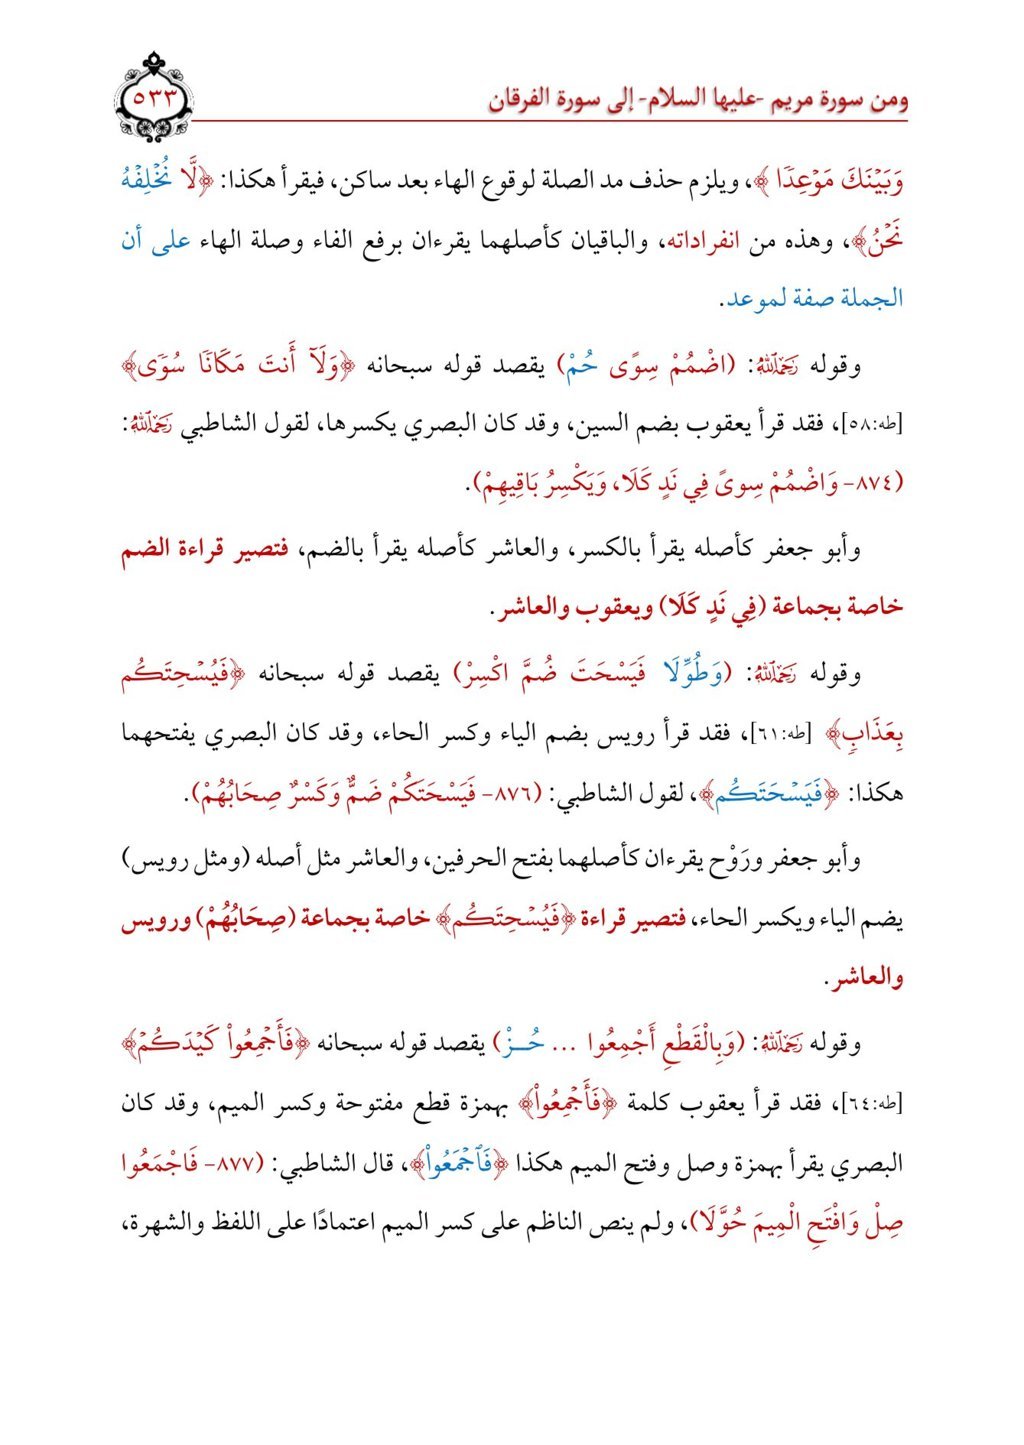 ومن سورة مريم -عليها السلام- إلى سورة الفرقان
٥٣٣
وَبَيْنَكَ مَوْعِدًا ﴾، ويلزم حذف مد الصلة لوقوع الهاء بعد ساكن، فيقرأ هكذا: ﴿لَّا نُخْلِفْهُ
نَحْنُ﴾، وهذه من انفراداته، والباقيان كأصلهما يقرءان برفع الفاء وصلة الهاء على أن
الجملة صفة لموعد.
وقوله رَحِمَهُ اللَّهُ: (اضْمُمْ سِوًى حُمْ) يقصد قوله سبحانه ﴿وَلَآ أَنتَ مَكَانًا سُوًى﴾
[طه:٥٨]، فقد قرأ يعقوب بضم السين، وقد كان البصري يكسرها، لقول الشاطبي رَحِمَهُ اللَّهُ:
(٨٧٤- وَاضْمُمْ سِوىً فِي نَدٍ كَلَا، وَيَكْسِرُ بَاقِيهِمْ).
وأبو جعفر كأصله يقرأ بالكسر، والعاشر كأصله يقرأ بالضم، فتصير قراءة الضم
خاصة بجماعة (فِي نَدٍ كَلَا) ويعقوب والعاشر.
وقوله رَحِمَهُ اللَّهُ: (وَطُوِّلَا فَيَسْحَتَ ضُمَّ اكْسِرْ) يقصد قوله سبحانه ﴿فَيُسْحِتَكُم
بِعَذَابٍ﴾ [طه:٦١]، فقد قرأ رويس بضم الياء وكسر الحاء، وقد كان البصري يفتحهما
هكذا: ﴿فَيَسْحَتَكُم﴾، لقول الشاطبي: (٨٧٦- فَيَسْحَتَكُمْ ضَمٌّ وَكَسْرٌ صِحَابُهُمْ).
وأبو جعفر ورَوْح يقرءان كأصلهما بفتح الحرفين، والعاشر مثل أصله (ومثل رويس)
يضم الياء ويكسر الحاء، فتصير قراءة ﴿فَيُسْحِتَكُم﴾ خاصة بجماعة (صِحَابُهُمْ) ورويس
والعاشر.
وقوله رَحِمَهُ اللَّهُ: (وَبِالْقَطْعِ أَجْمِعُوا ... حُــزْ) يقصد قوله سبحانه ﴿فَأَجْمِعُواْ كَيْدَكُمْ﴾
[طه:٦٤]، فقد قرأ يعقوب كلمة ﴿فَأَجْمِعُواْ﴾ بهمزة قطع مفتوحة وكسر الميم، وقد كان
البصري يقرأ بهمزة وصل وفتح الميم هكذا ﴿فَٱجْمَعُواْ﴾، قال الشاطبي: (٨٧٧- فَاجْمَعُوا
صِلْ وَافْتَحِ الْمِيمَ حُوَّلَا)، ولم ينص الناظم على كسر الميم اعتمادًا على اللفظ والشهرة،